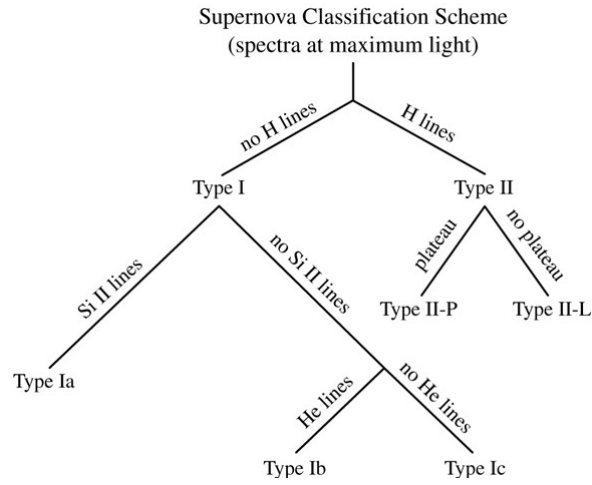 Supernova Classification Scheme
(spectra at maximum light)
no H lines
H lines
Type I
Type II
Si II lines
no Si II lines
plateau
no plateau
Type II-P
Type II-L
Type Ia
He lines
no He lines
Type Ib
Type Ic